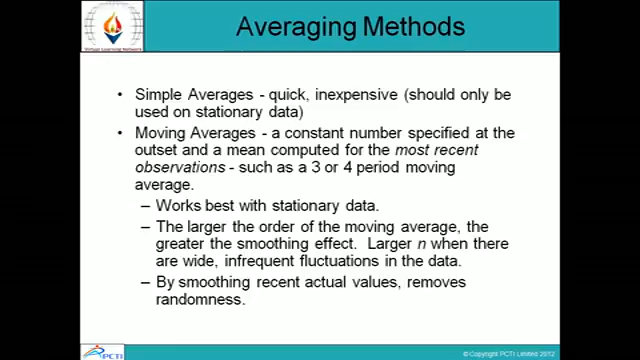 Averaging Methods
Virtual Learning Network
• Simple Averages - quick, inexpensive (should only be
used on stationary data)
• Moving Averages - a constant number specified at the
outset and a mean computed for the most recent
observations - such as a 3 or 4 period moving
average.
– Works best with stationary data.
– The larger the order of the moving average, the
greater the smoothing effect. Larger n when there
are wide, infrequent fluctuations in the data.
– By smoothing recent actual values, removes
randomness.
PCTI
© Copyright PCTI Limited 2012